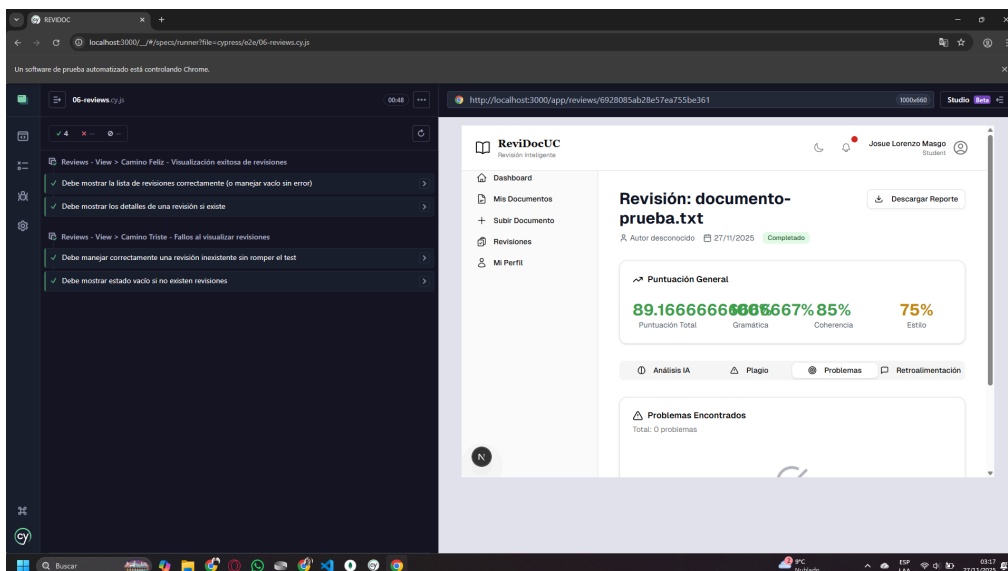 REVIDOC
localhost:3000/__/#/specs/runner?file=cypress/e2e/06-reviews.cy.js
Un software de prueba automatizado está controlando Chrome.
06-reviews.cy.js
00:48
4
--
--
Reviews - View > Camino Feliz - Visualización exitosa de revisiones
Debe mostrar la lista de revisiones correctamente (o manejar vacío sin error)
Debe mostrar los detalles de una revisión si existe
Reviews - View > Camino Triste - Fallos al visualizar revisiones
Debe manejar correctamente una revisión inexistente sin romper el test
Debe mostrar estado vacío si no existen revisiones
cy
http://localhost:3000/app/reviews/6928085ab28e57ea755be361
1000x660
Studio Beta
ReviDocUC
Revisión Inteligente
Josue Lorenzo Masgo
Student
Dashboard
Mis Documentos
Subir Documento
Revisiones
Mi Perfil
N
Revisión: documento-
prueba.txt
Descargar Reporte
Autor desconocido 27/11/2025 Completado
Puntuación General
85% 75%
Puntuación Total Gramática Coherencia Estilo
Análisis IA Plagio Problemas Retroalimentación
Problemas Encontrados
Total: 0 problemas
Buscar
9°C
Nublado
ESP
LAA
03:17
27/11/2025